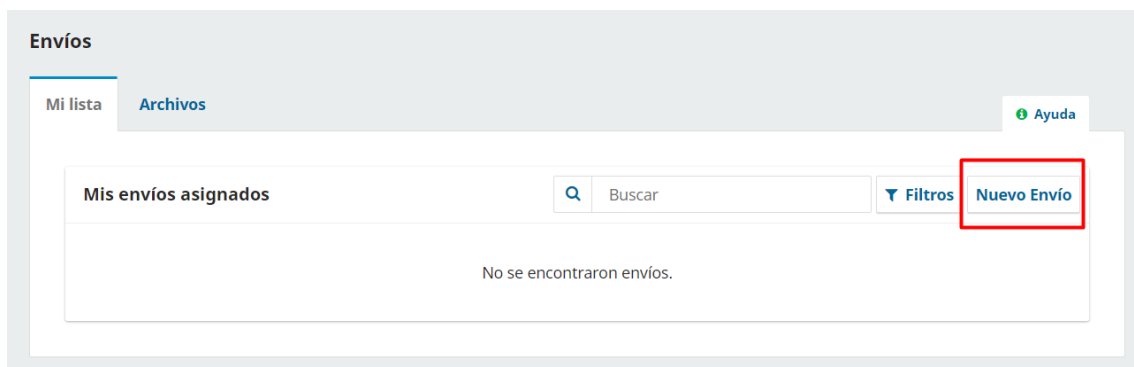 Envíos
Mi lista
Archivos
Ayuda
Mis envíos asignados
Buscar
Filtros
Nuevo Envío
No se encontraron envíos.